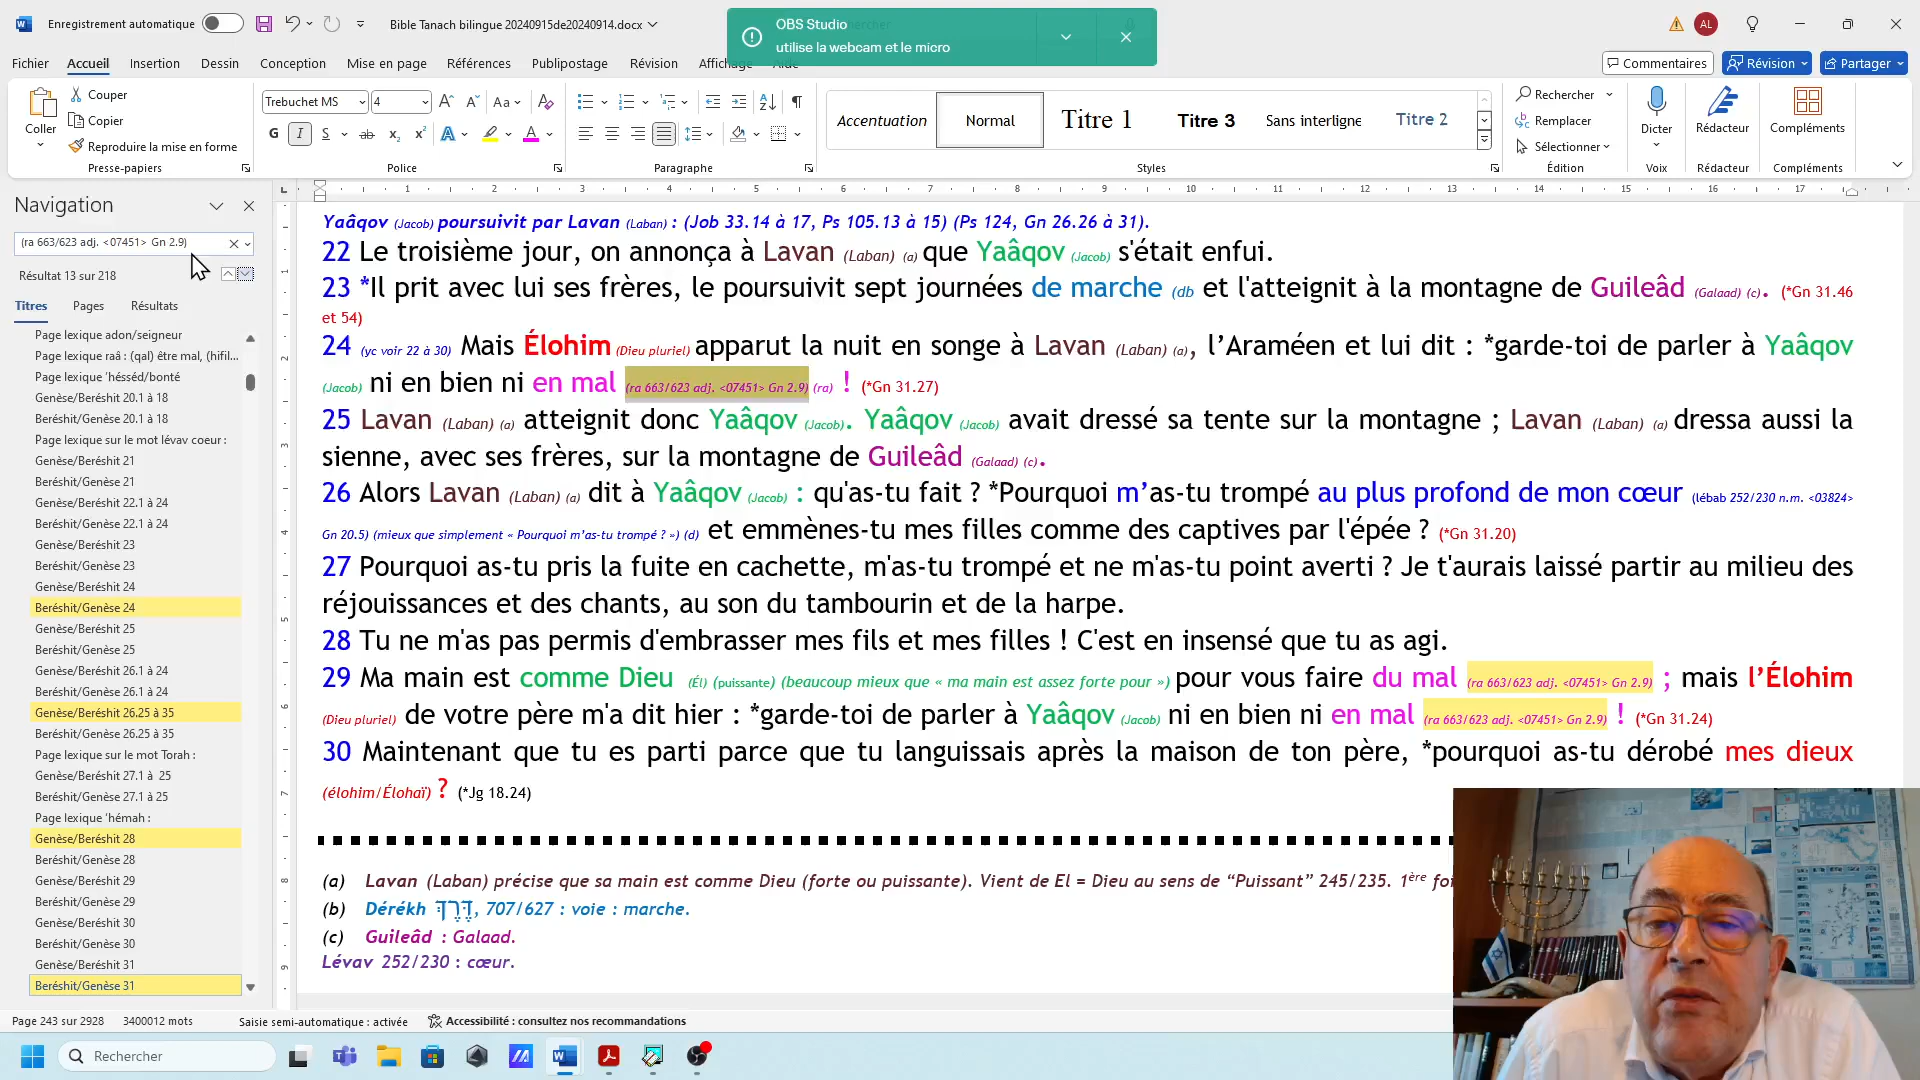 Enregistrement automatique
Bible Tanach bilingue 20240915de20240914.docx
OBS Studio
utilise la webcam et le micro
AL
Fichier Accueil Insertion Dessin Conception Mise en page Références Publipostage Révision Affichage Aide
Commentaires Révision Partager
Coller
Couper
Copier
Reproduire la mise en forme
Presse-papiers
Trebuchet MS 4
Police
Paragraphe
Accentuation Normal Titre 1 Titre 3 Sans interligne Titre 2
Styles
Rechercher
Remplacer
Sélectionner
Édition
Dicter
Voix
Rédacteur
Rédacteur
Compléments
Compléments
Navigation
(ra 663/623 adj. <07451> Gn 2.9)
Résultat 13 sur 218
Titres Pages Résultats
Page lexique adon/seigneur
Page lexique raâ : (qal) être mal, (hifil...
Page lexique 'hésséd/bonté
Genèse/Beréshit 20.1 à 18
Beréshit/Genèse 20.1 à 18
Page lexique sur le mot lévav coeur :
Genèse/Beréshit 21
Beréshit/Genèse 21
Genèse/Beréshit 22.1 à 24
Beréshit/Genèse 22.1 à 24
Genèse/Beréshit 23
Beréshit/Genèse 23
Genèse/Beréshit 24
Beréshit/Genèse 24
Genèse/Beréshit 25
Beréshit/Genèse 25
Genèse/Beréshit 26.1 à 24
Beréshit/Genèse 26.1 à 24
Genèse/Beréshit 26.25 à 35
Beréshit/Genèse 26.25 à 35
Page lexique sur le mot Torah :
Genèse/Beréshit 27.1 à 25
Beréshit/Genèse 27.1 à 25
Page lexique 'hémah :
Genèse/Beréshit 28
Beréshit/Genèse 28
Genèse/Beréshit 29
Beréshit/Genèse 29
Genèse/Beréshit 30
Beréshit/Genèse 30
Genèse/Beréshit 31
Beréshit/Genèse 31
Yaâqov (Jacob) poursuivit par Lavan (Laban) : (Job 33.14 à 17, Ps 105.13 à 15) (Ps 124, Gn 26.26 à 31).
22 Le troisième jour, on annonça à Lavan (Laban) (a) que Yaâqov (Jacob) s'était enfui.
23 *Il prit avec lui ses frères, le poursuivit sept journées de marche (db et l'atteignit à la montagne de Guileâd (Galaad) (c). (*Gn 31.46
et 54)
24 (yc voir 22 à 30) Mais Élohim (Dieu pluriel) apparut la nuit en songe à Lavan (Laban) (a), l’Araméen et lui dit : *garde-toi de parler à Yaâqov
(Jacob) ni en bien ni en mal (ra 663/623 adj. <07451> Gn 2.9) (ra) ! (*Gn 31.27)
25 Lavan (Laban) (a) atteignit donc Yaâqov (Jacob). Yaâqov (Jacob) avait dressé sa tente sur la montagne ; Lavan (Laban) (a) dressa aussi la
sienne, avec ses frères, sur la montagne de Guileâd (Galaad) (c).
26 Alors Lavan (Laban) (a) dit à Yaâqov (Jacob) : qu'as-tu fait ? *Pourquoi m’as-tu trompé au plus profond de mon cœur (lébab 252/230 n.m. <03824>
Gn 20.5) (mieux que simplement « Pourquoi m’as-tu trompé ? ») (d) et emmènes-tu mes filles comme des captives par l'épée ? (*Gn 31.20)
27 Pourquoi as-tu pris la fuite en cachette, m'as-tu trompé et ne m'as-tu point averti ? Je t'aurais laissé partir au milieu des
réjouissances et des chants, au son du tambourin et de la harpe.
28 Tu ne m'as pas permis d'embrasser mes fils et mes filles ! C'est en insensé que tu as agi.
29 Ma main est comme Dieu (Él) (puissante) (beaucoup mieux que « ma main est assez forte pour ») pour vous faire du mal (ra 663/623 adj. <07451> Gn 2.9) ; mais l’Élohim
(Dieu pluriel) de votre père m'a dit hier : *garde-toi de parler à Yaâqov (Jacob) ni en bien ni en mal (ra 663/623 adj. <07451> Gn 2.9) ! (*Gn 31.24)
30 Maintenant que tu es parti parce que tu languissais après la maison de ton père, *pourquoi as-tu dérobé mes dieux
(élohim/Élohaï) ? (*Jg 18.24)
(a) Lavan (Laban) précise que sa main est comme Dieu (forte ou puissante). Vient de El = Dieu au sens de “Puissant” 245/235. 1ère foi
(b) Dérékh דֶּרֶךְ, 707/627 : voie : marche.
(c) Guileâd : Galaad.
Lévav 252/230 : cœur.
Page 243 sur 2928 3400012 mots Saisie semi-automatique : activée Accessibilité : consultez nos recommandations
Rechercher